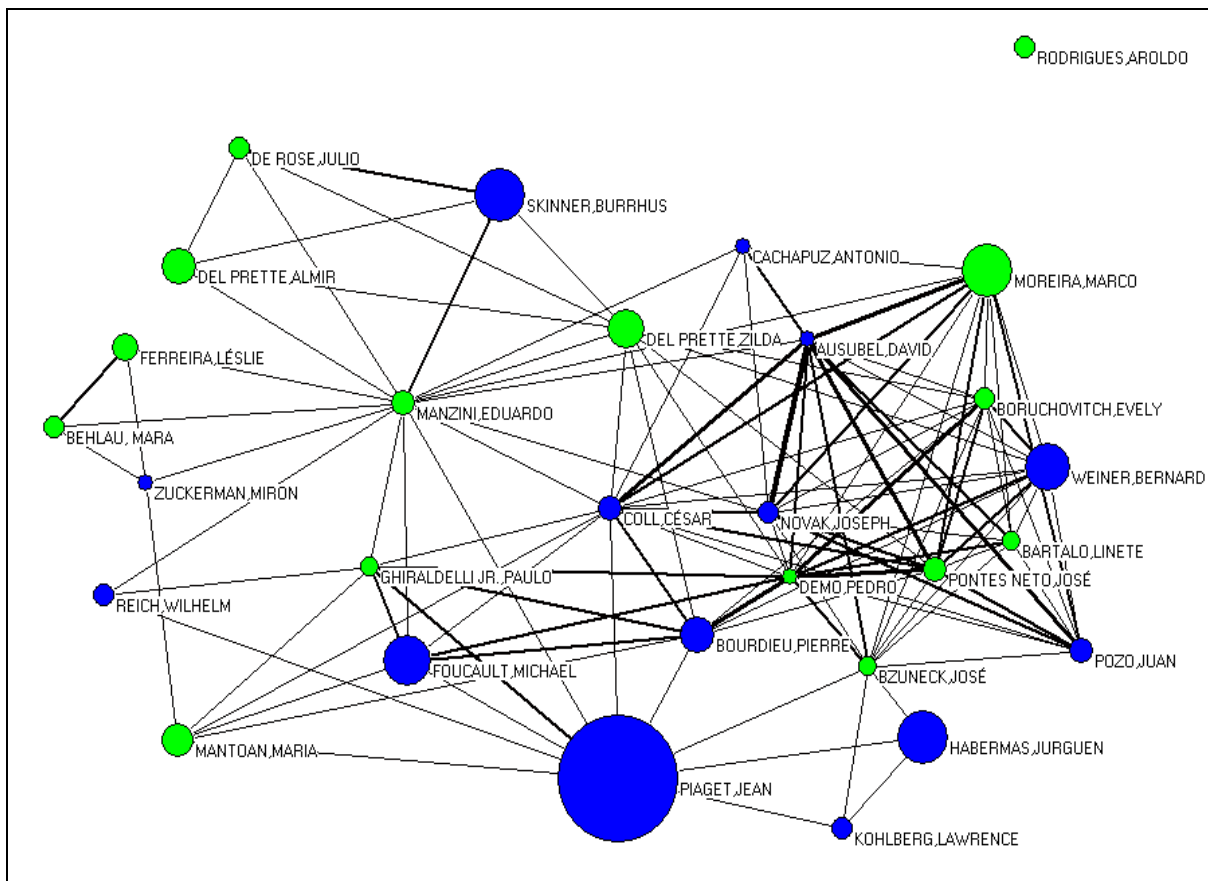 RODRIGUES,AROLDO
DE ROSE,JULIO
SKINNER,BURRHUS
CACHAPUZ,ANTONIO
DEL PRETTE,ALMIR
MOREIRA,MARCO
DEL PRETTE,ZILDA
AUSUBEL,DAVID
FERREIRA,LÉSLIE
MANZINI,EDUARDO
BORUCHOVITCH,EVELY
BEHLAU, MARA
WEINER,BERNARD
ZUCKERMAN,MIRON
COLL,CÉSAR
NOVAK,JOSEPH
BARTALO,LINETE
GHIRALDELLI JR.,PAULO
DEMO,PEDRO
PONTES NETO,JOSÉ
REICH,WILHELM
BOURDIEU,PIERRE
POZO,JUAN
FOUCAULT,MICHAEL
BZUNECK,JOSÉ
MANTOAN,MARIA
HABERMAS,JURGUEN
PIAGET,JEAN
KOHLBERG,LAWRENCE